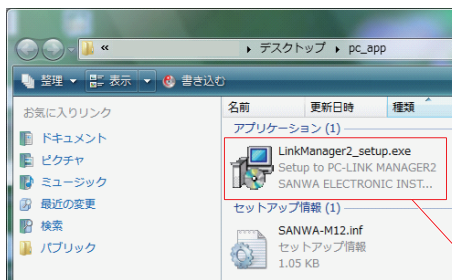 « ▸ デスクトップ ▸ pc_app
整理 表示 書き込む
お気に入りリンク
ドキュメント
ピクチャ
ミュージック
最近の変更
検索
パブリック
名前 更新日時 種類
アプリケーション (1)
LinkManager2_setup.exe
Setup to PC-LINK MANAGER2
SANWA ELECTRONIC INST...
セットアップ情報 (1)
SANWA-M12.inf
セットアップ情報
1.05 KB